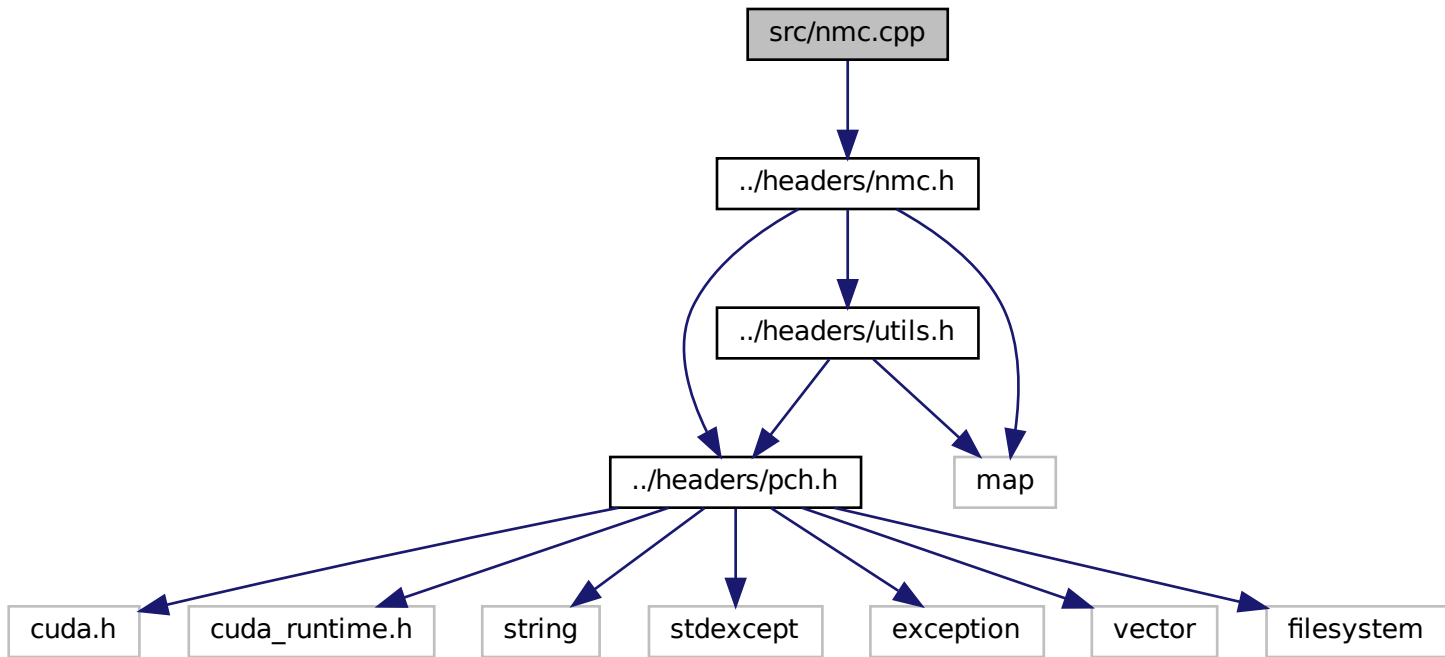 src/nmc.cpp
../headers/nmc.h
../headers/utils.h
../headers/pch.h
map
cuda.h
cuda_runtime.h
string
stdexcept
exception
vector
filesystem